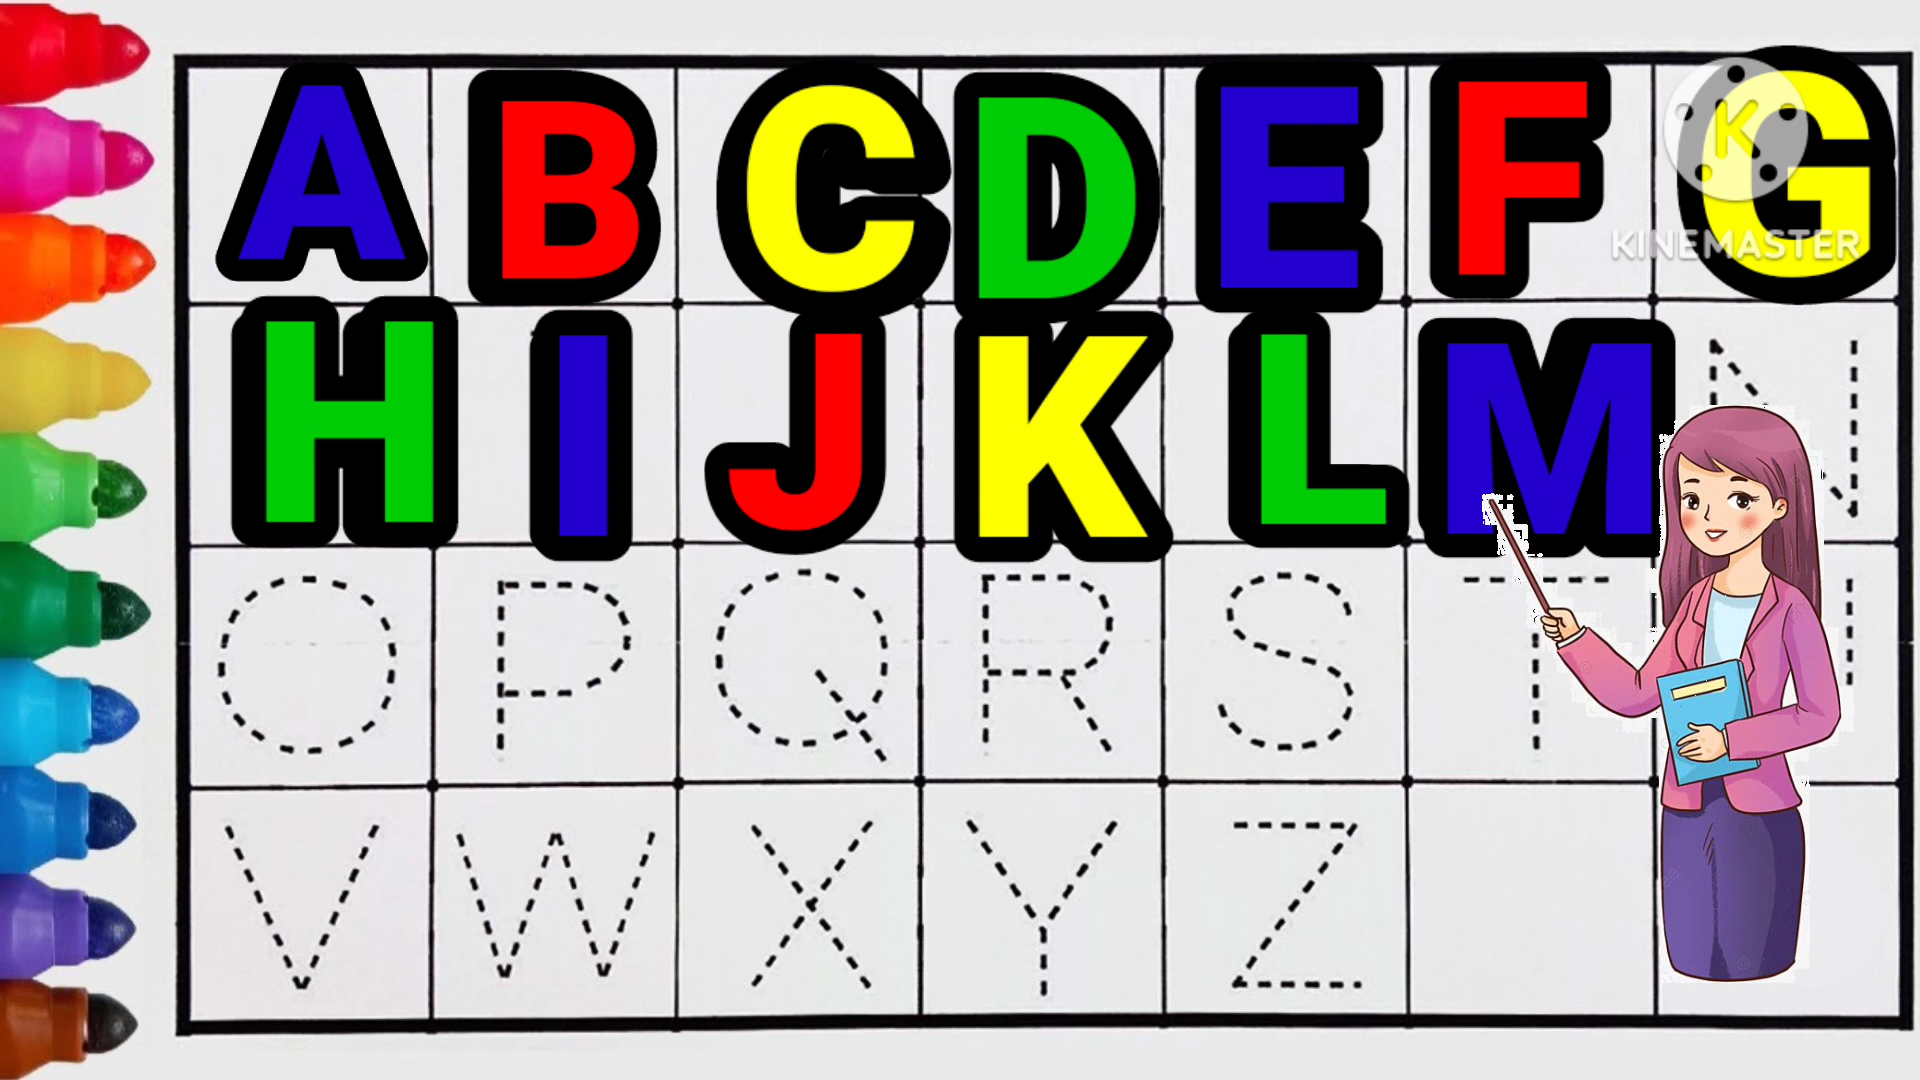 A B C D E F G
KINEMASTER
H I J K L M N
O P Q R S T U
V W X Y Z